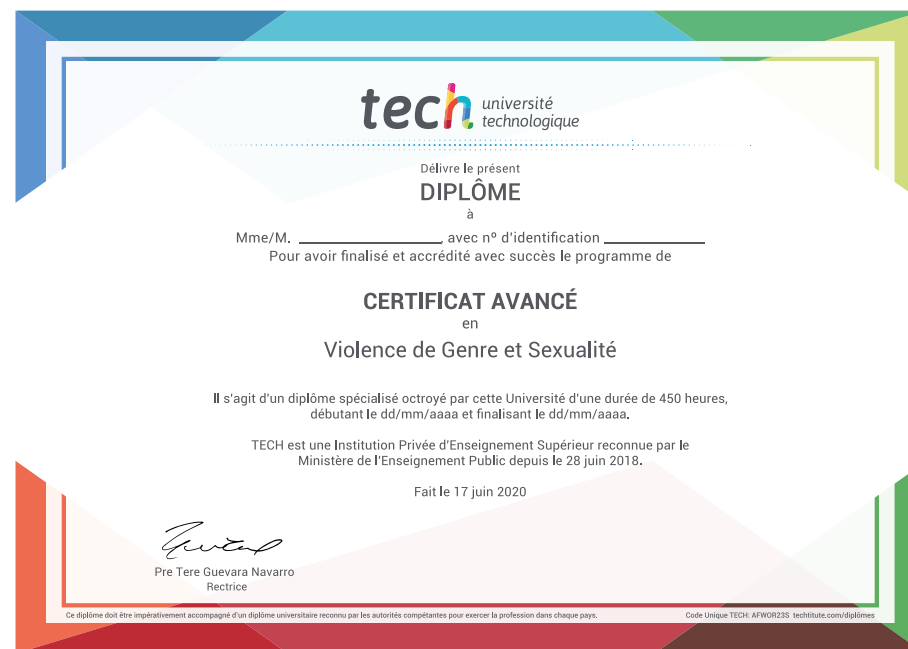 tech université
technologique
Délivre le présent
DIPLÔME
à
Mme/M. ____________________, avec nº d'identification ______________
Pour avoir finalisé et accrédité avec succès le programme de
CERTIFICAT AVANCÉ
en
Violence de Genre et Sexualité
Il s'agit d'un diplôme spécialisé octroyé par cette Université d'une durée de 450 heures,
débutant le dd/mm/aaaa et finalisant le dd/mm/aaaa.
TECH est une Institution Privée d'Enseignement Supérieur reconnue par le
Ministère de l'Enseignement Public depuis le 28 juin 2018.
Fait le 17 juin 2020
Pre Tere Guevara Navarro
Rectrice
Ce diplôme doit être impérativement accompagné d'un diplôme universitaire reconnu par les autorités compétentes pour exercer la profession dans chaque pays.
Code Unique TECH: AFWOR23S techtitute.com/diplômes